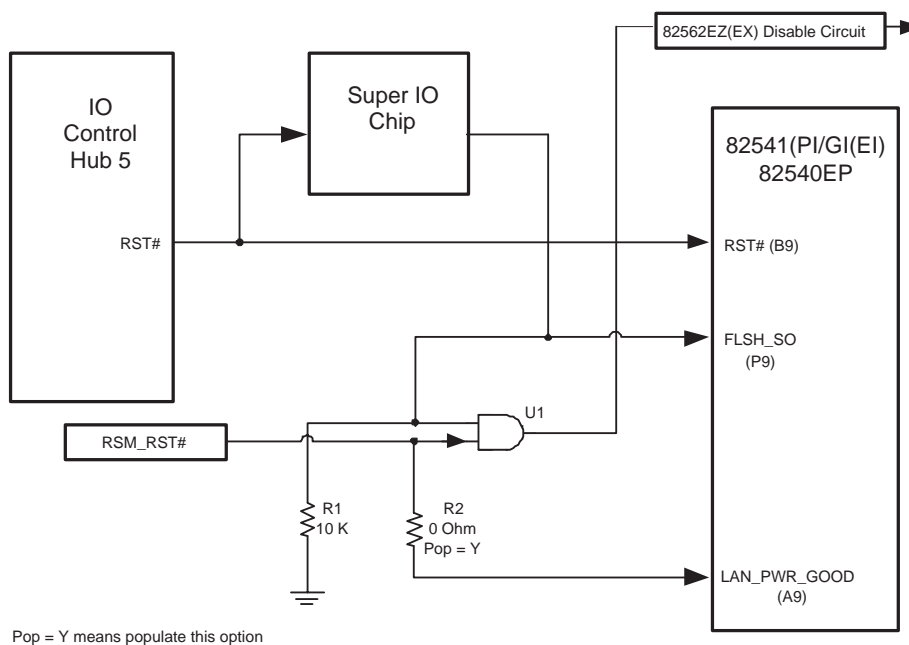 82562EZ(EX) Disable Circuit
IO
Control
Hub 5
Super IO
Chip
82541(PI/GI(EI)
82540EP
RST#
RST# (B9)
FLSH_SO
(P9)
U1
RSM_RST#
R1
10 K
R2
0 Ohm
Pop = Y
LAN_PWR_GOOD
(A9)
Pop = Y means populate this option